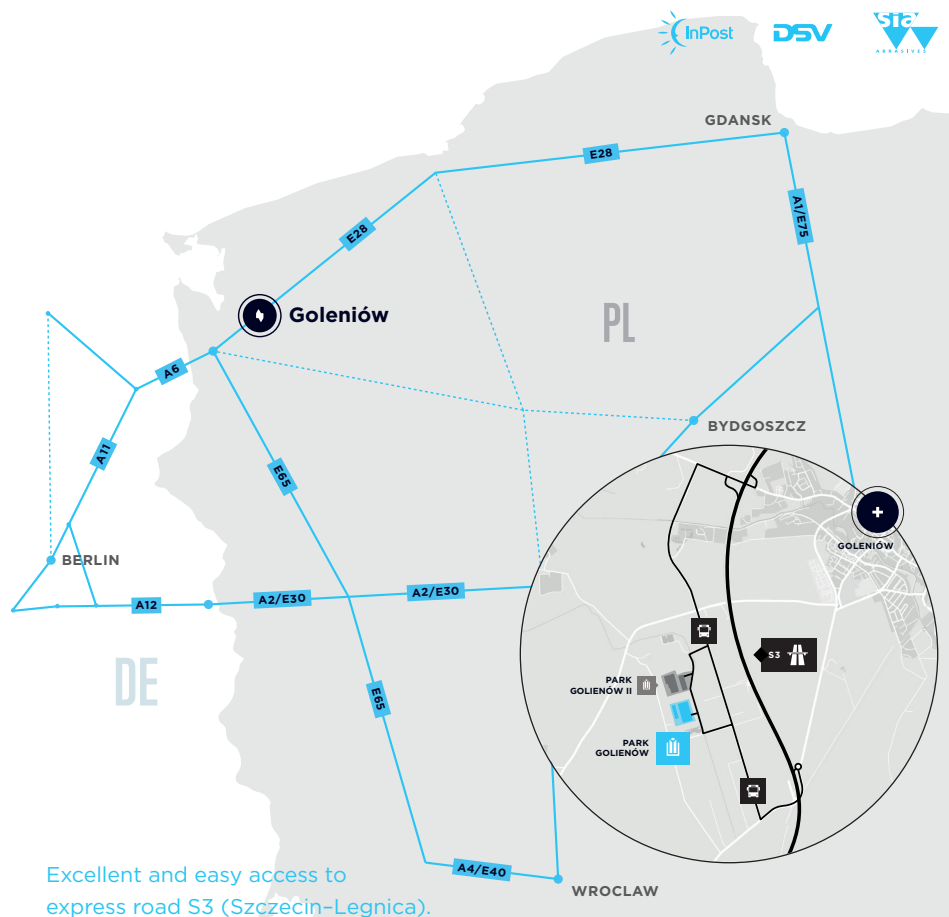 InPost
DSV
sia
ABRASIVES
GDANSK
E28
A1/E75
E28
Goleniów
PL
A6
BYDGOSZCZ
A11
E65
GOLENIÓW
BERLIN
A12
A2/E30
A2/E30
S3
DE
PARK
GOLIENÓW II
E65
PARK
GOLIENÓW
A4/E40
WROCLAW
Excellent and easy access to
express road S3 (Szczecin–Legnica).